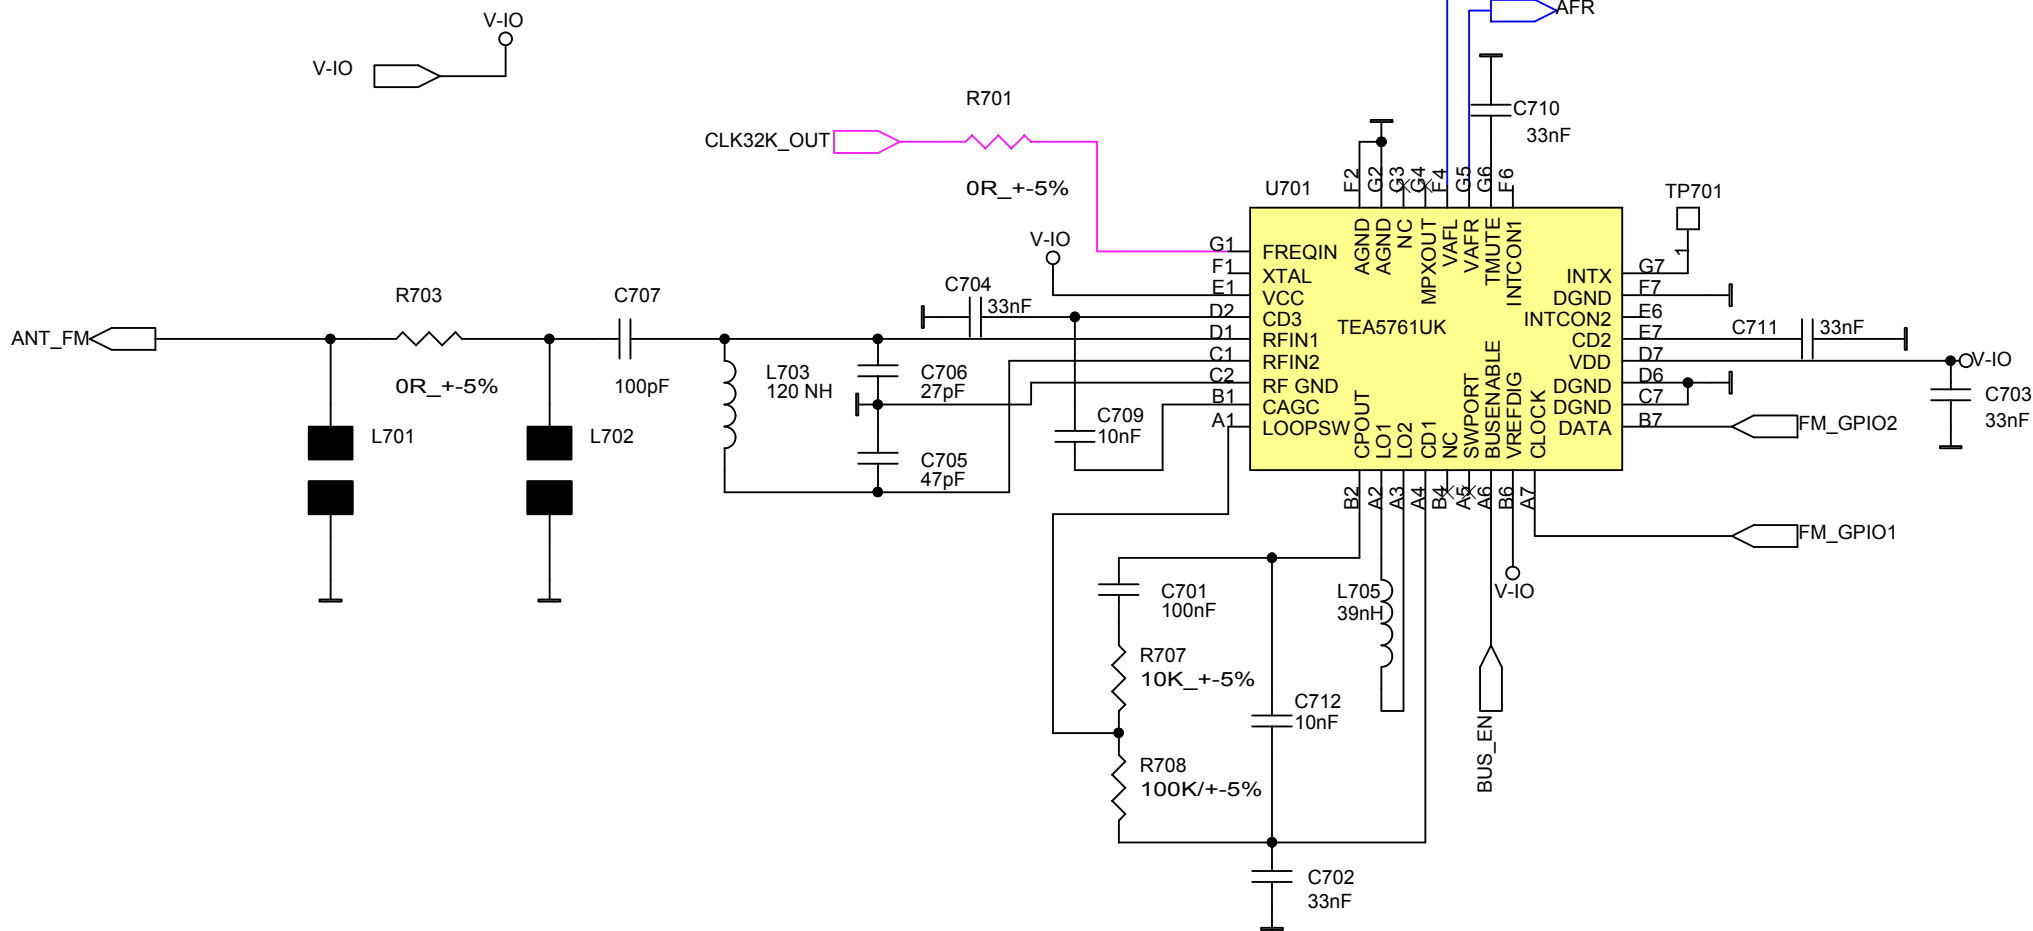 AFR
V-IO
V-IO
R701
CLK32K_OUT
0R_+-5%
C710
33nF
U701
F2
G2
G3
G4
F4
G5
G6
F6
TP701
1
V-IO
G1
F1
E1
D2
D1
C1
C2
B1
A1
FREQIN
XTAL
VCC
CD3
RFIN1
RFIN2
RF GND
CAGC
LOOPSW
AGND
AGND
NC
MPXOUT
VAFL
VAFR
TMUTE
INTCON1
TEA5761UK
INTX
DGND
INTCON2
CD2
VDD
DGND
DGND
DATA
G7
F7
E6
E7
D7
D6
C7
B7
CPOUT
LO1
LO2
CD1
NC
SWPORT
BUSENABLE
VREFDIG
CLOCK
B2
A2
A3
A4
B4
A5
A6
B6
A7
R703
C707
C704
33nF
C711
33nF
ANT_FM
V-IO
0R_+-5%
100pF
L703
120 NH
C706
27pF
C703
33nF
L701
L702
C709
10nF
FM_GPIO2
C705
47pF
FM_GPIO1
C701
100nF
L705
39nH
V-IO
R707
10K_+-5%
C712
10nF
BUS_EN
R708
100K/+-5%
C702
33nF